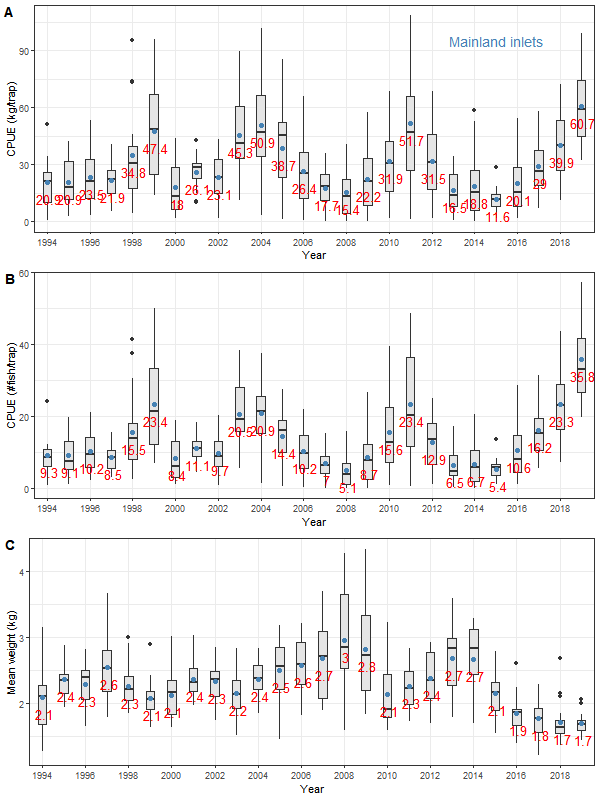 A
Mainland inlets
CPUE (kg/trap)
90
60
30
0
20.9 20.9 23.5 21.9 34.8 47.4 18 26.1 23.1 45.3 50.9 38.7 26.4 17.7 15.4 22.2 31.9 51.7 31.5 16.5 18.8 11.6 20.1 29 39.9 60.7
1994 1996 1998 2000 2002 2004 2006 2008 2010 2012 2014 2016 2018
Year
B
CPUE (#fish/trap)
60
40
20
0
9.3 9.1 10.2 8.5 15.5 23.4 8.4 11.1 9.7 20.5 20.9 14.4 10.2 7 5.1 8.7 15.6 23.4 12.9 6.5 6.7 5.4 10.6 16.2 23.3 35.8
1994 1996 1998 2000 2002 2004 2006 2008 2010 2012 2014 2016 2018
Year
C
Mean weight (kg)
4
3
2
2.1 2.4 2.3 2.6 2.3 2.1 2.1 2.4 2.3 2.2 2.4 2.5 2.6 2.7 3 2.8 2.1 2.3 2.4 2.7 2.7 2.1 1.9 1.8 1.7 1.7
1994 1996 1998 2000 2002 2004 2006 2008 2010 2012 2014 2016 2018
Year